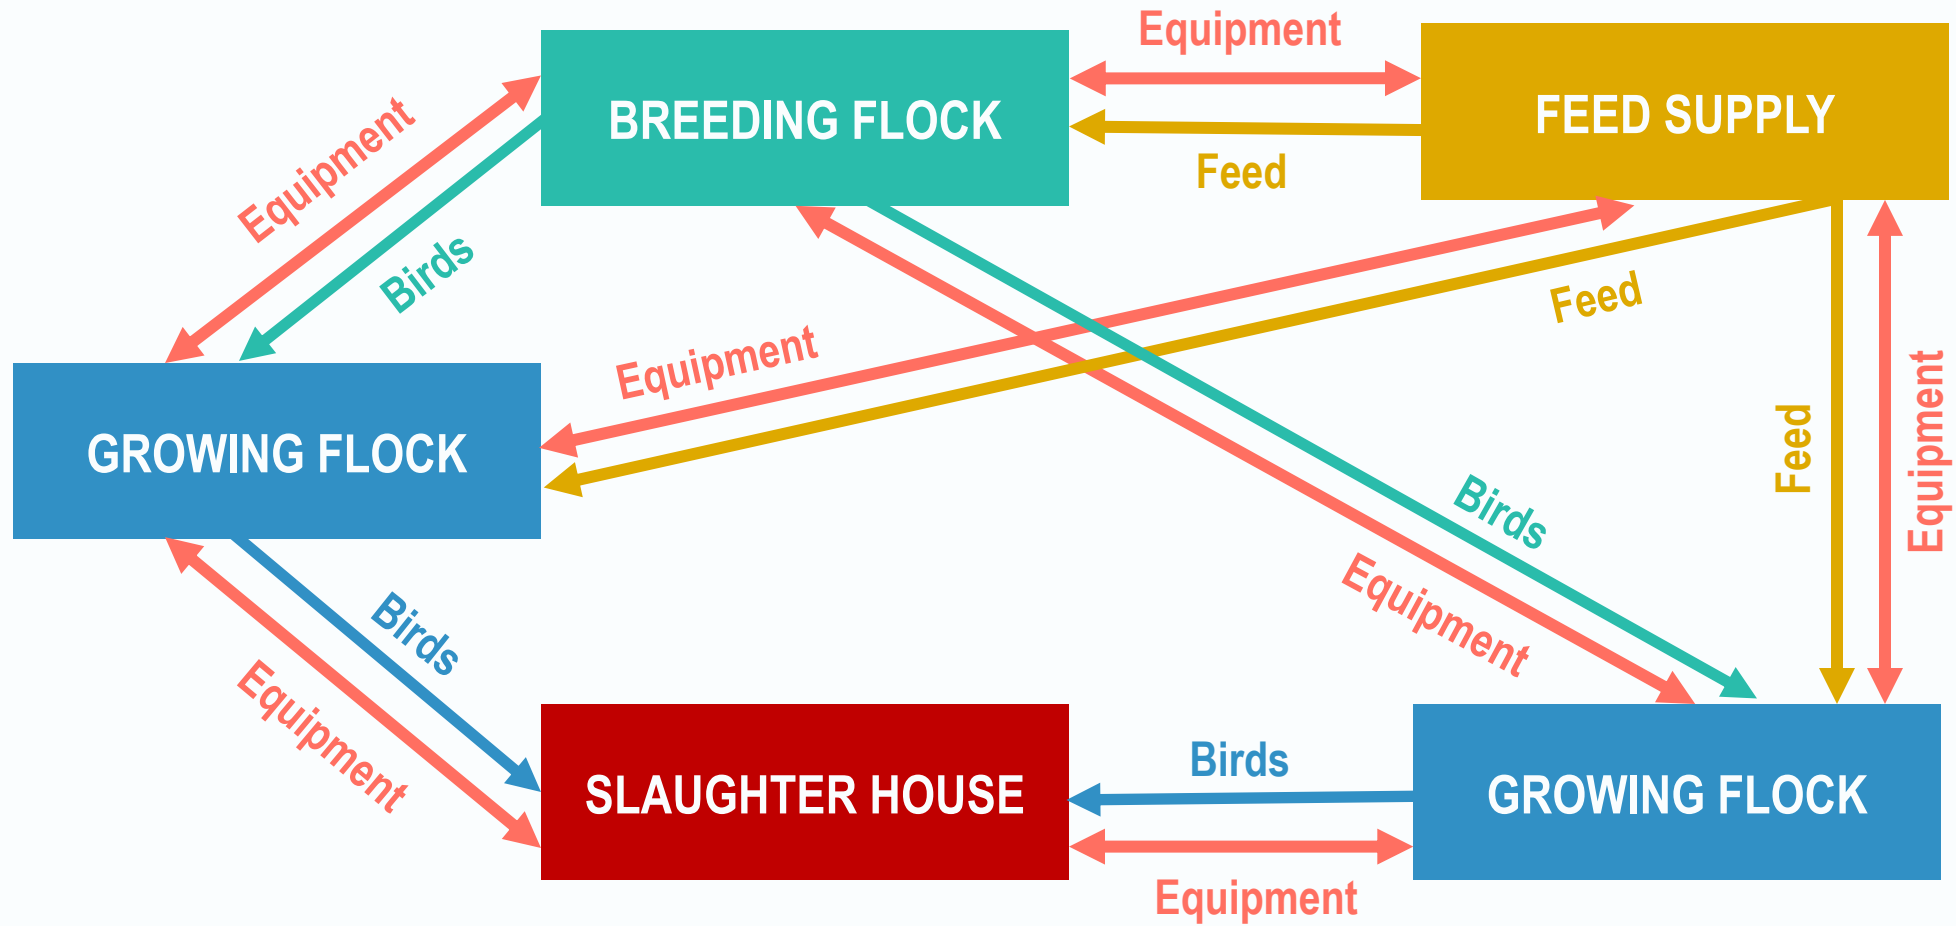 Equipment
BREEDING FLOCK
FEED SUPPLY
Feed
Equipment
Birds
Feed
Equipment
GROWING FLOCK
Feed
Equipment
Birds
Equipment
Birds
Equipment
SLAUGHTER HOUSE
Birds
GROWING FLOCK
Equipment